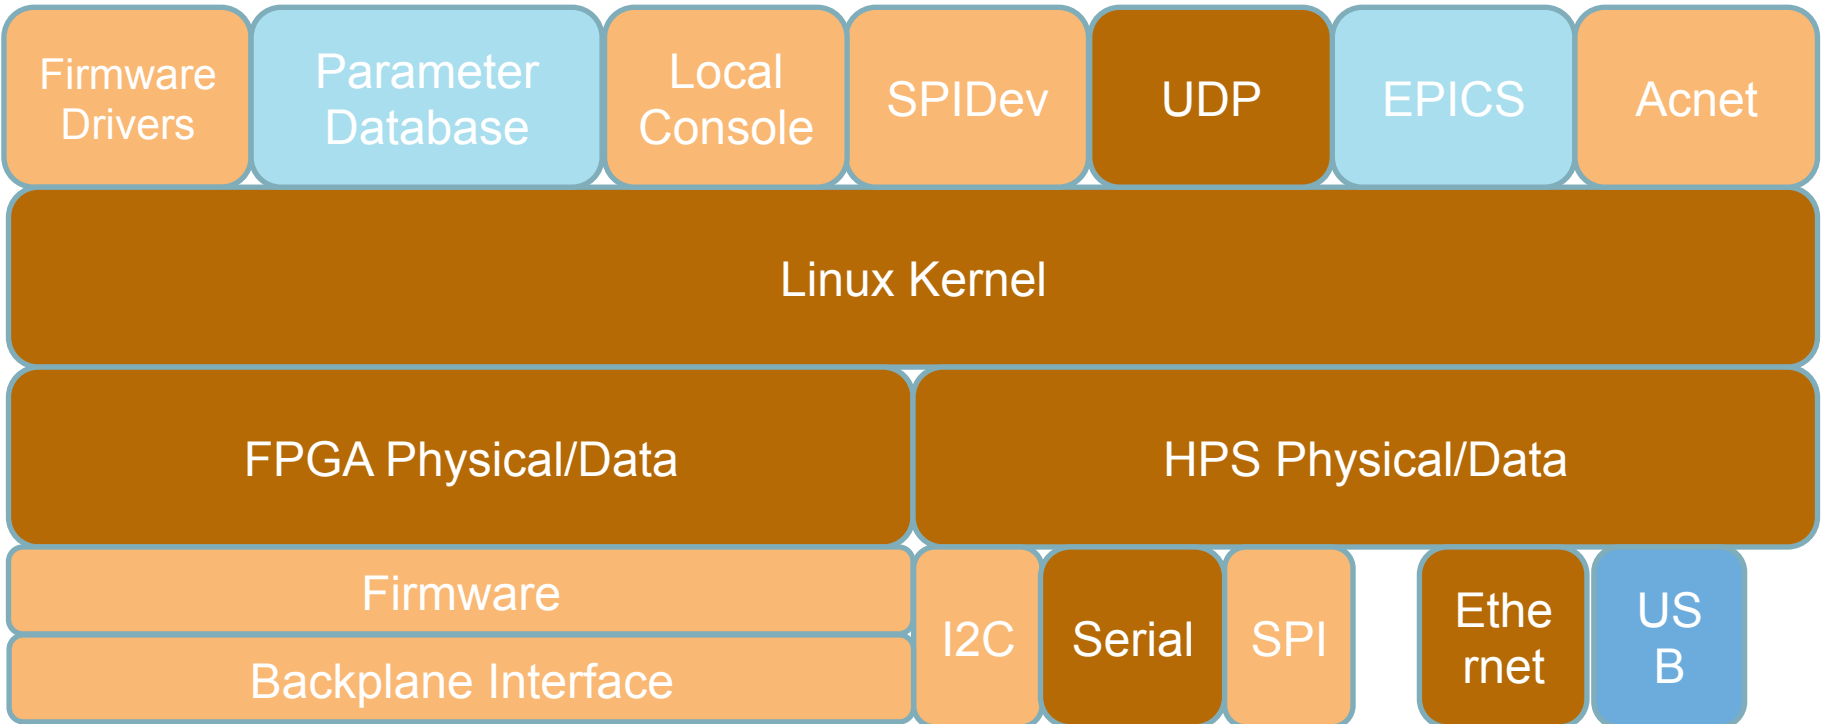 Firmware
Drivers
Parameter
Database
Local
Console
SPIDev
UDP
EPICS
Acnet
Linux Kernel
FPGA Physical/Data
HPS Physical/Data
Firmware
Backplane Interface
I2C
Serial
SPI
Ethe
rnet
US
B